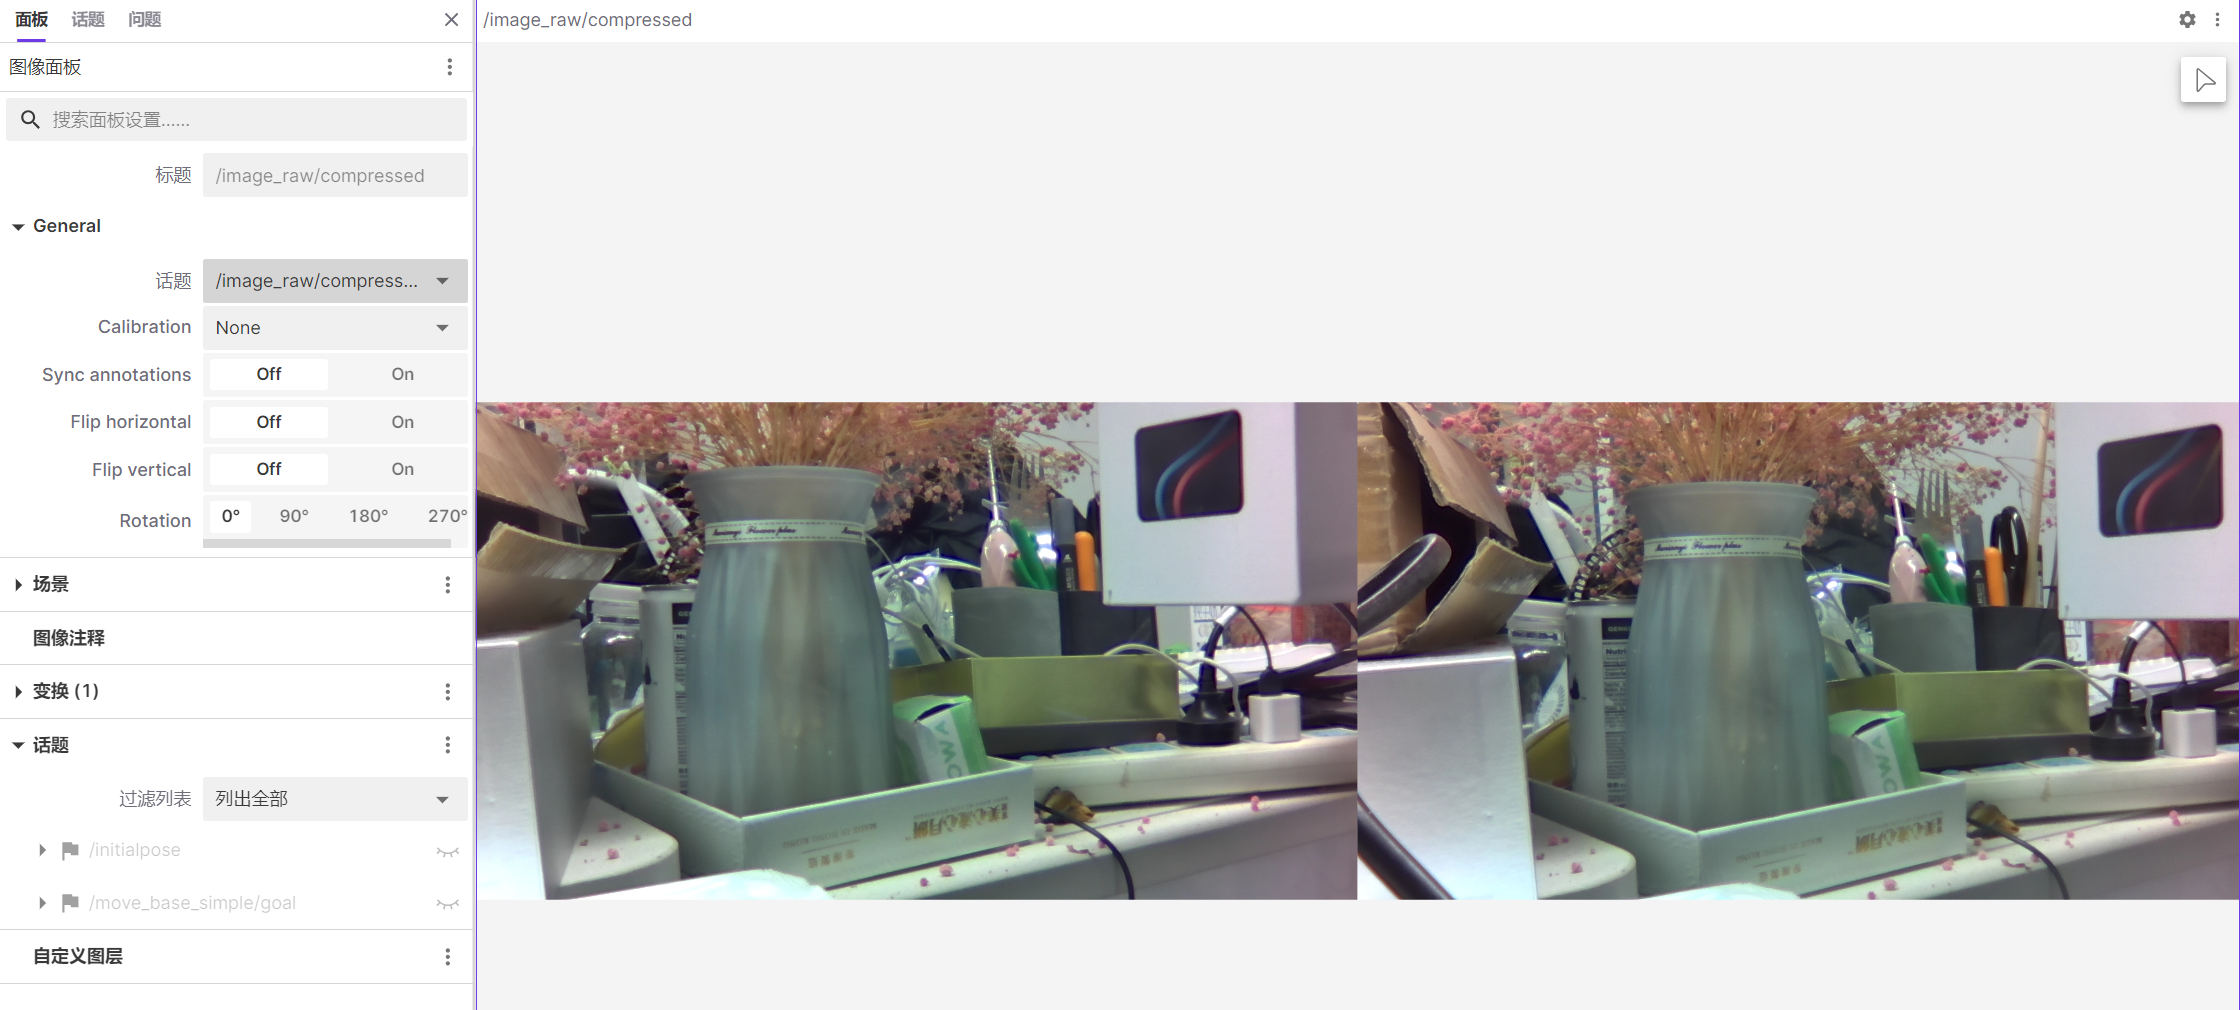 面板 话题 问题
/image_raw/compressed
图像面板
搜索面板设置……
标题 /image_raw/compressed
General
话题 /image_raw/compress...
Calibration None
Sync annotations Off On
Flip horizontal Off On
Flip vertical Off On
Rotation 0° 90° 180° 270°
场景
图像注释
变换 (1)
话题
过滤列表 列出全部
/initialpose
/move_base_simple/goal
自定义图层